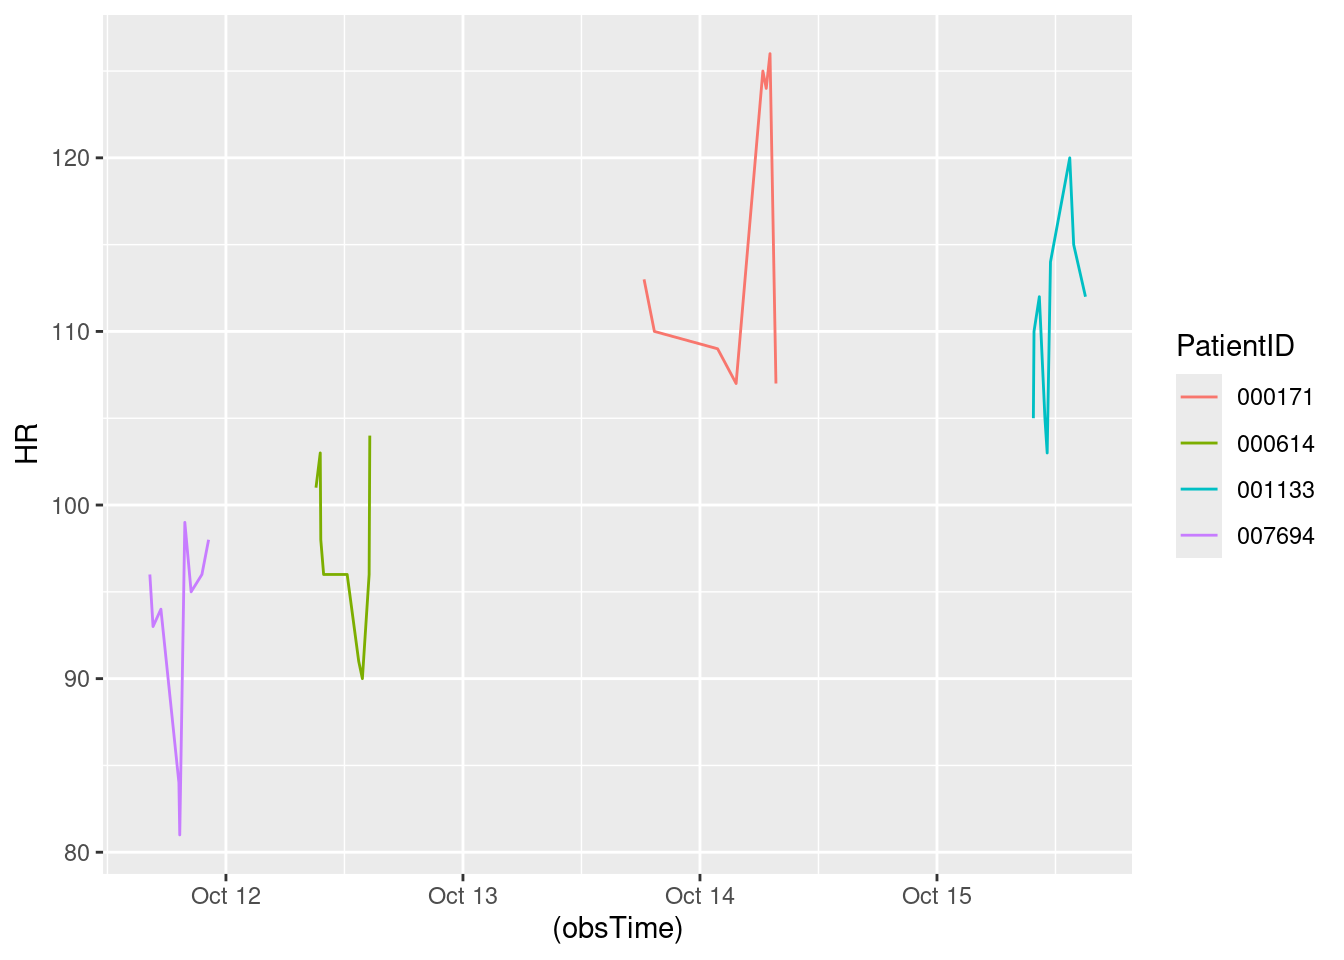 120
110
100
90
80
HR
Oct 12
Oct 13
Oct 14
Oct 15
(obsTime)
PatientID
000171
000614
001133
007694